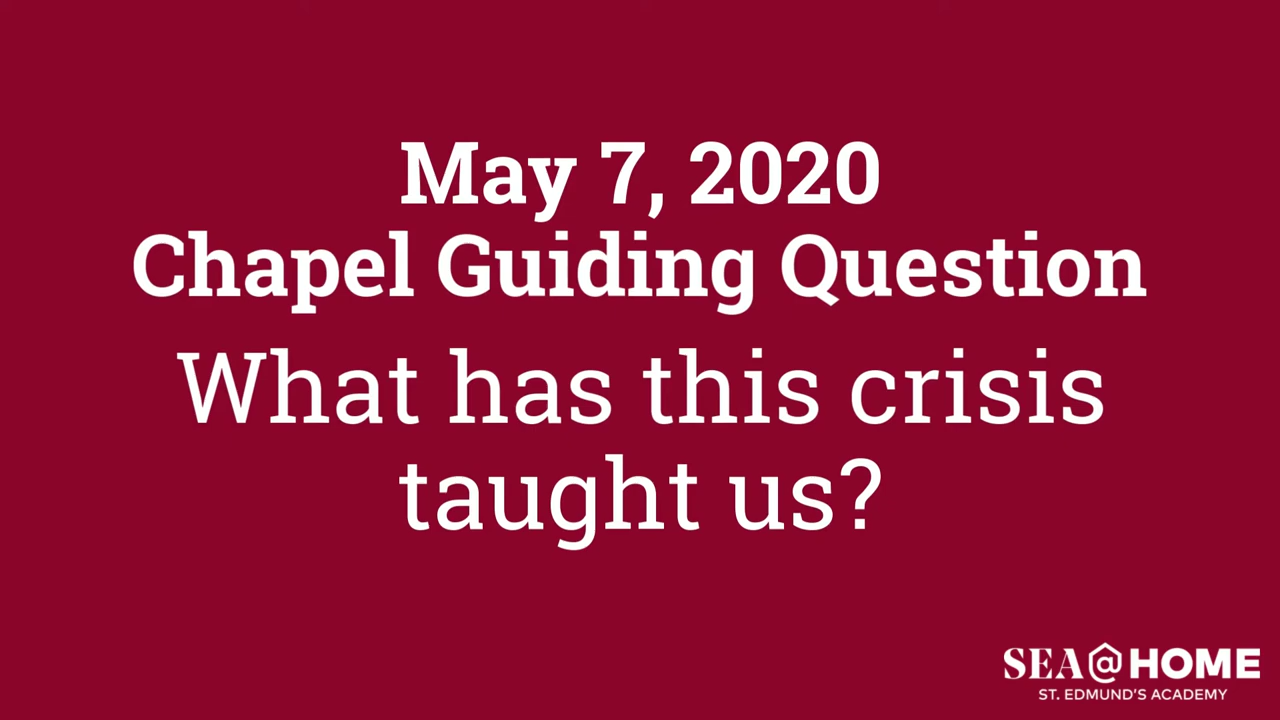 May 7, 2020
Chapel Guiding Question
What has this crisis
taught us?
SEA@HOME
ST. EDMUND'S ACADEMY